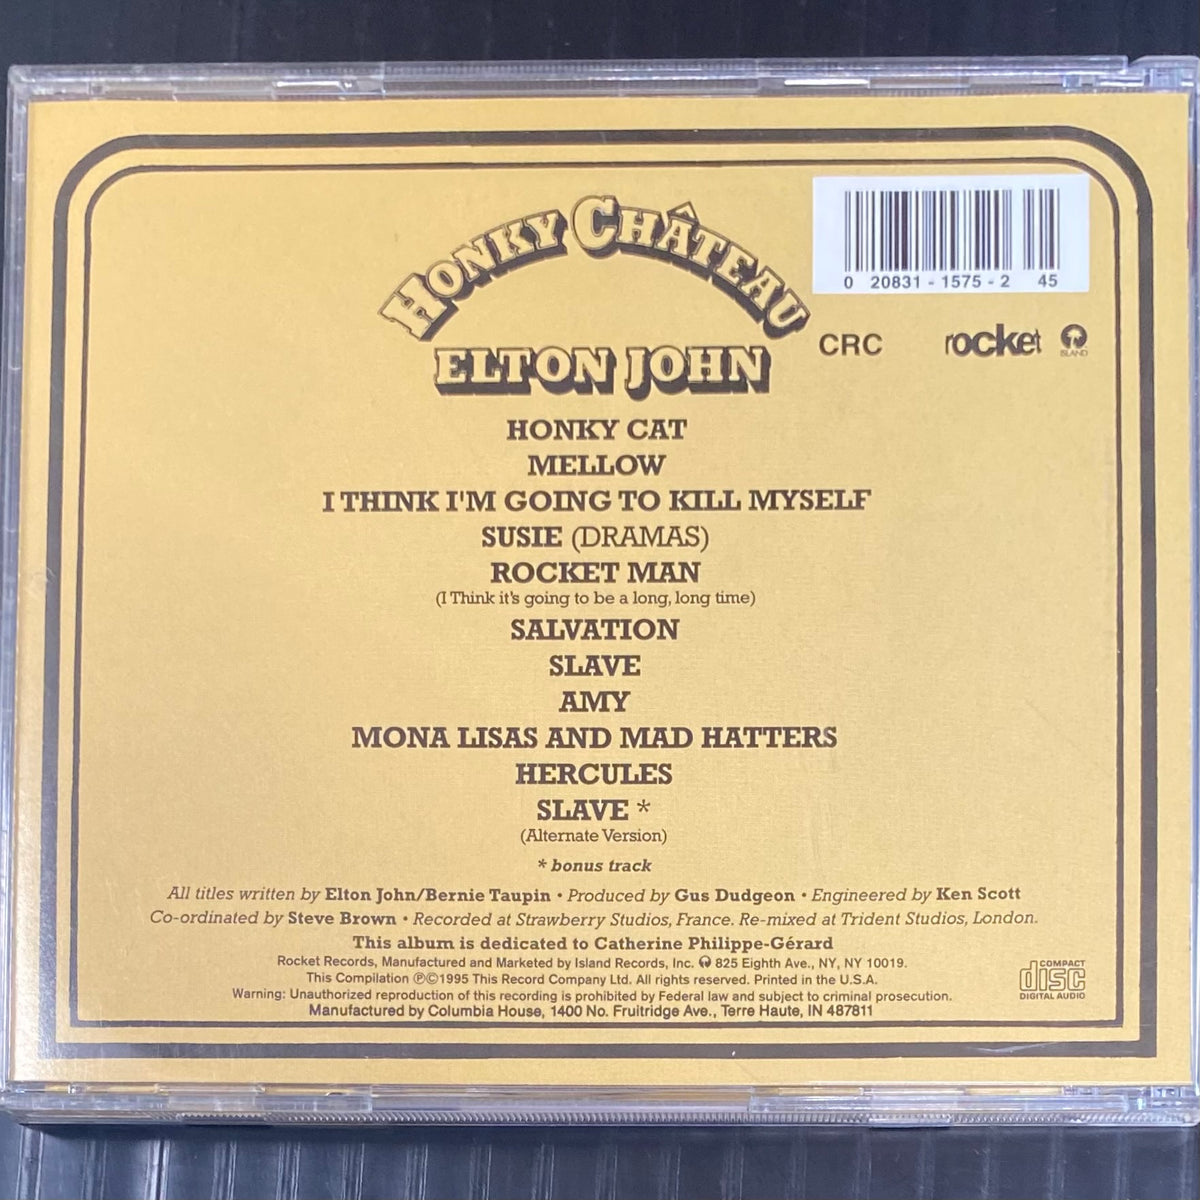 HONKY CHÂTEAU
ELTON JOHN
0 20831 - 1575 - 2 45
CRC rocket ISLAND
HONKY CAT
MELLOW
I THINK I'M GOING TO KILL MYSELF
SUSIE (DRAMAS)
ROCKET MAN
(I Think it's going to be a long, long time)
SALVATION
SLAVE
AMY
MONA LISAS AND MAD HATTERS
HERCULES
SLAVE *
(Alternate Version)
* bonus track
All titles written by Elton John/Bernie Taupin • Produced by Gus Dudgeon • Engineered by Ken Scott
Co-ordinated by Steve Brown • Recorded at Strawberry Studios, France. Re-mixed at Trident Studios, London.
This album is dedicated to Catherine Philippe-Gérard
Rocket Records, Manufactured and Marketed by Island Records, Inc. 825 Eighth Ave., NY, NY 10019.
This Compilation ℗©1995 This Record Company Ltd. All rights reserved. Printed in the U.S.A.
Warning: Unauthorized reproduction of this recording is prohibited by Federal law and subject to criminal prosecution.
Manufactured by Columbia House, 1400 No. Fruitridge Ave., Terre Haute, IN 487811
COMPACT
disc
DIGITAL AUDIO